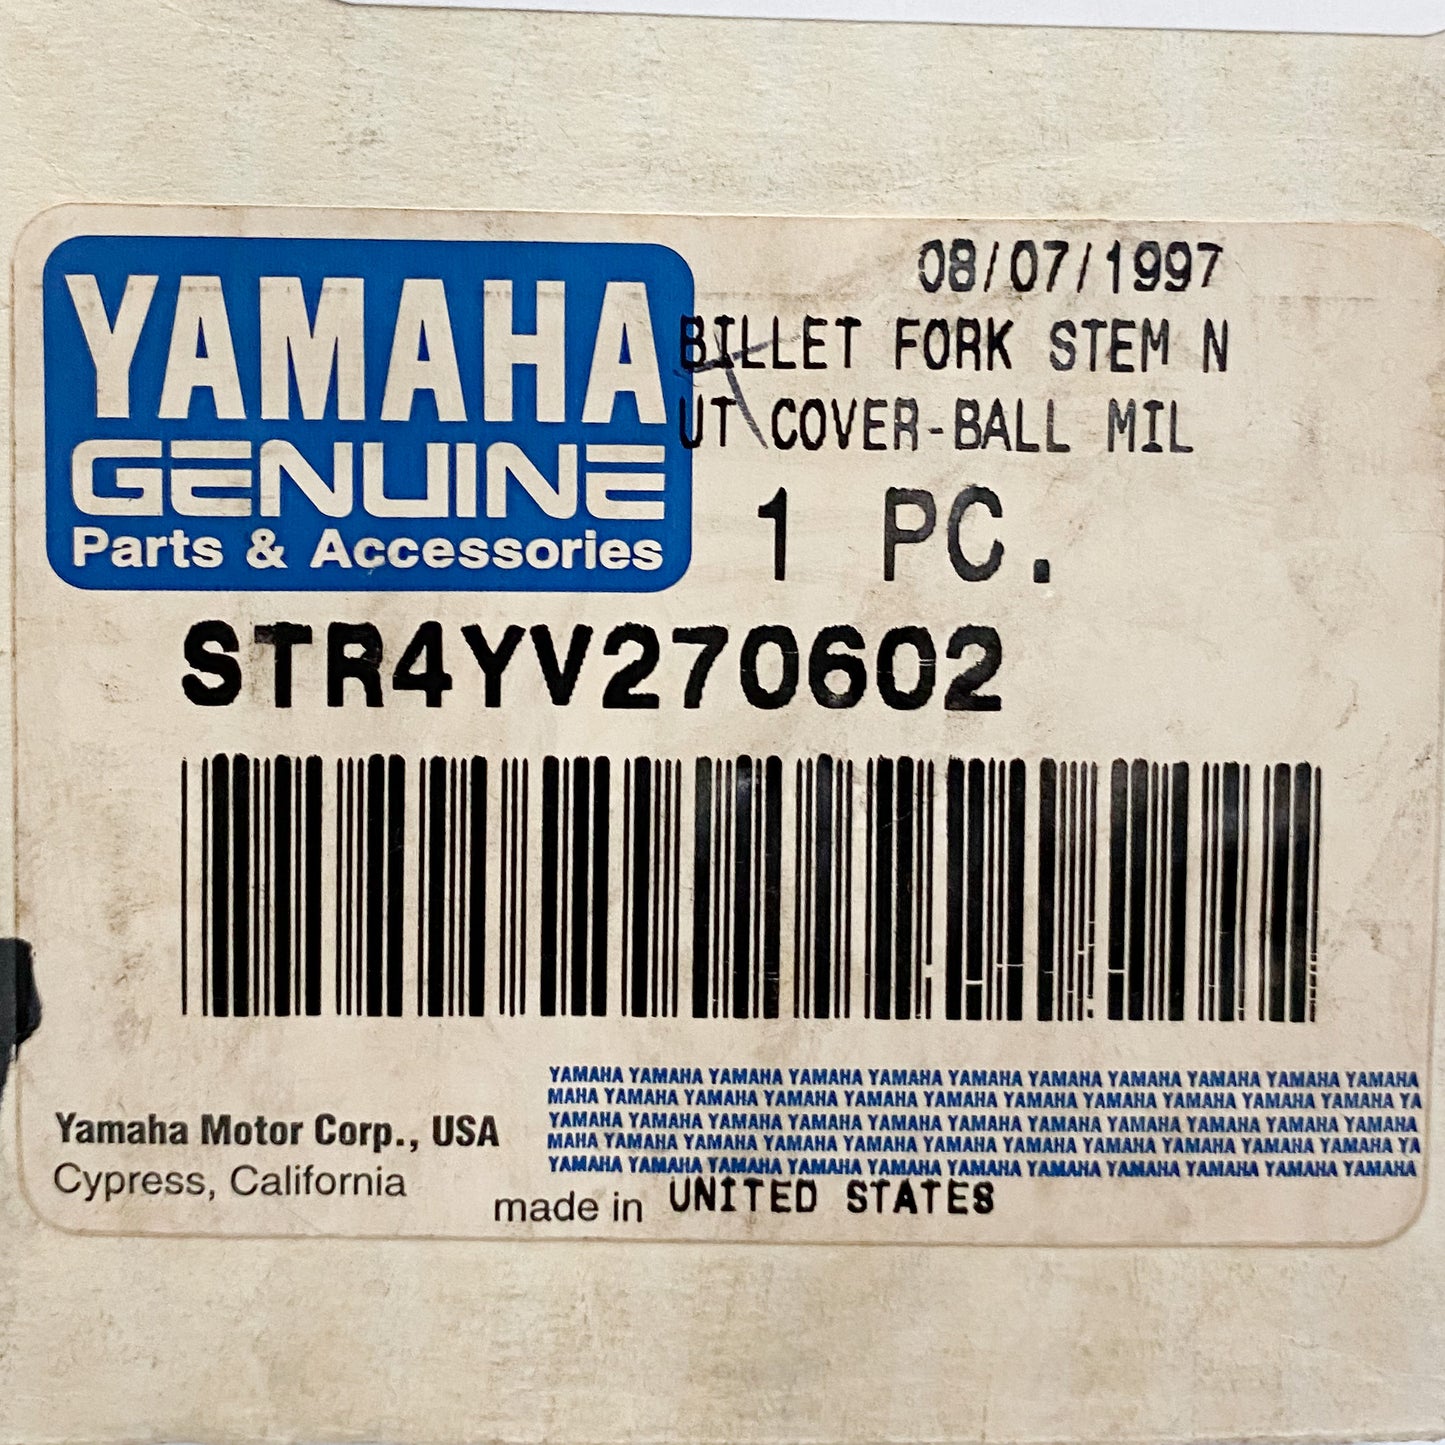 YAMAHA
GENUINE
Parts & Accessories
08/07/1997
BILLET FORK STEM N
UT COVER-BALL MIL
1 PC.
STR4YV270602
YAMAHA YAMAHA YAMAHA YAMAHA YAMAHA YAMAHA YAMAHA YAMAHA YAMAHA YAMAHA YAMAHA
MAHA YAMAHA YAMAHA YAMAHA YAMAHA YAMAHA YAMAHA YAMAHA YAMAHA YAMAHA YAMAHA YA
YAMAHA YAMAHA YAMAHA YAMAHA YAMAHA YAMAHA YAMAHA YAMAHA YAMAHA YAMAHA YAMAHA
MAHA YAMAHA YAMAHA YAMAHA YAMAHA YAMAHA YAMAHA YAMAHA YAMAHA YAMAHA YAMAHA YA
YAMAHA YAMAHA YAMAHA YAMAHA YAMAHA YAMAHA YAMAHA YAMAHA YAMAHA YAMAHA YAMAHA
Yamaha Motor Corp., USA
Cypress, California
made in UNITED STATES